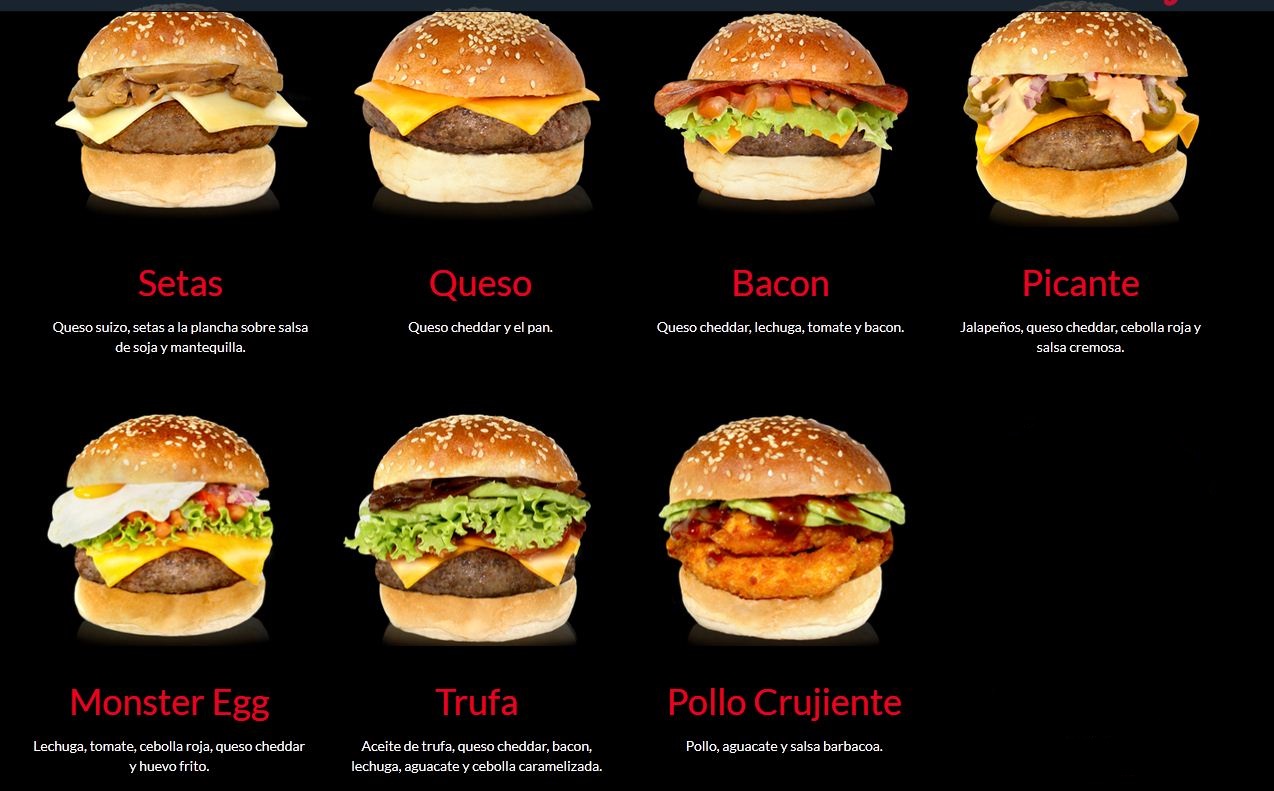 Setas
Queso suizo, setas a la plancha sobre salsa
de soja y mantequilla.
Queso
Queso cheddar y el pan.
Bacon
Queso cheddar, lechuga, tomate y bacon.
Picante
Jalapeños, queso cheddar, cebolla roja y
salsa cremosa.
Monster Egg
Lechuga, tomate, cebolla roja, queso cheddar
y huevo frito.
Trufa
Aceite de trufa, queso cheddar, bacon,
lechuga, aguacate y cebolla caramelizada.
Pollo Crujiente
Pollo, aguacate y salsa barbacoa.